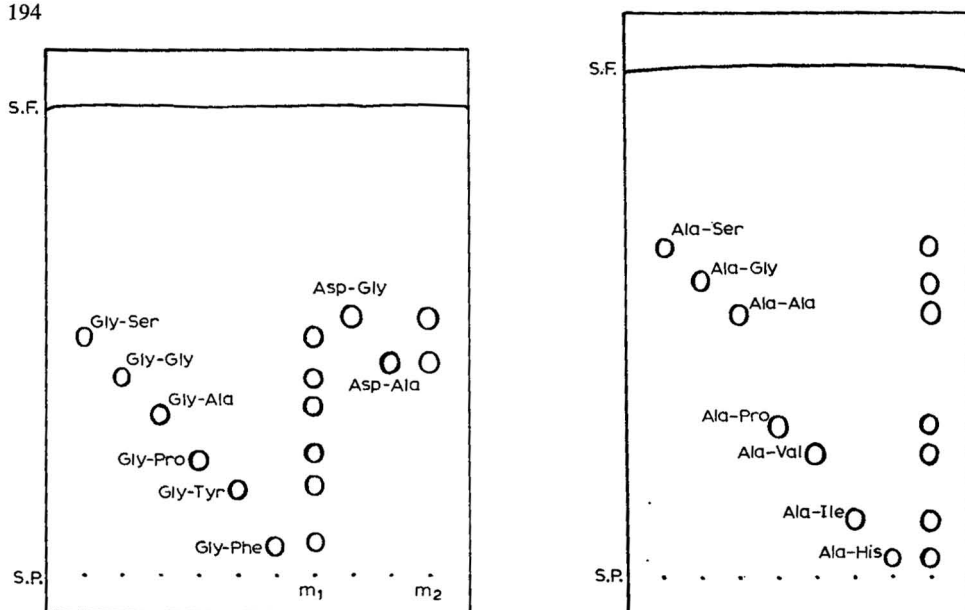 194
S.F.
Gly-Ser
Gly-Gly
Gly-Ala
Gly-Pro
Gly-Tyr
Gly-Phe
Asp-Gly
Asp-Ala
S.P.
m₁
m₂
S.F.
Ala-Ser
Ala-Gly
Ala-Ala
Ala-Pro
Ala-Val
Ala-Ile
Ala-His
S.P.